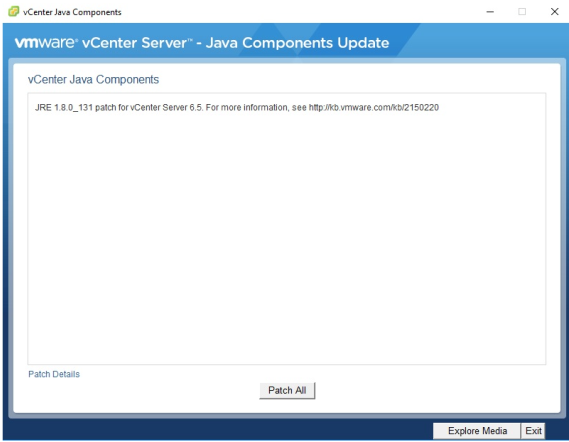 vCenter Java Components
vmware® vCenter Server™ - Java Components Update
vCenter Java Components
JRE 1.8.0_131 patch for vCenter Server 6.5. For more information, see http://kb.vmware.com/kb/2150220
Patch Details
Patch All
Explore Media
Exit